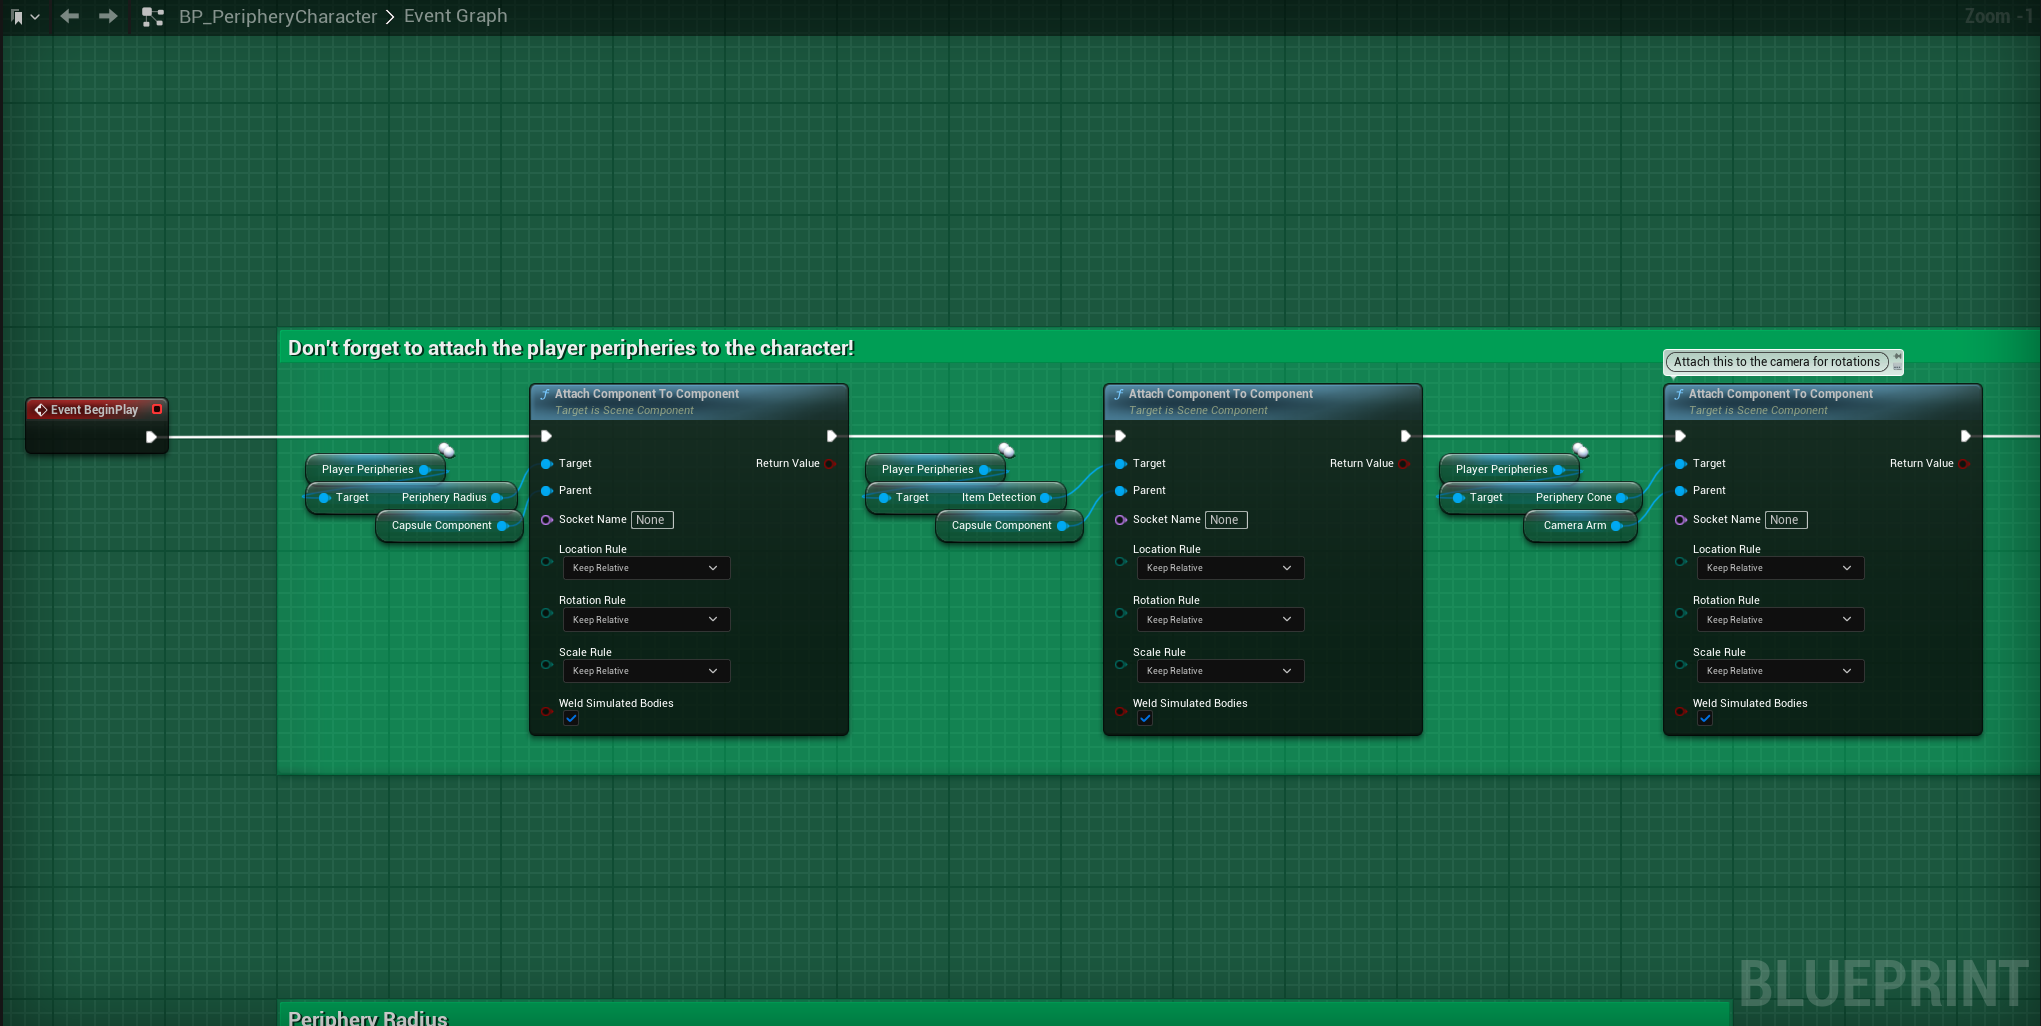 BP_PeripheryCharacter > Event Graph
Zoom -1
Don't forget to attach the player peripheries to the character!
Attach this to the camera for rotations
Event BeginPlay
Player Peripheries
Target Periphery Radius
Capsule Component
Attach Component To Component
Target is Scene Component
Target Return Value
Parent
Socket Name None
Location Rule
Keep Relative
Rotation Rule
Keep Relative
Scale Rule
Keep Relative
Weld Simulated Bodies
Player Peripheries
Target Item Detection
Capsule Component
Attach Component To Component
Target is Scene Component
Target Return Value
Parent
Socket Name None
Location Rule
Keep Relative
Rotation Rule
Keep Relative
Scale Rule
Keep Relative
Weld Simulated Bodies
Player Peripheries
Target Periphery Cone
Camera Arm
Attach Component To Component
Target is Scene Component
Target Return Value
Parent
Socket Name None
Location Rule
Keep Relative
Rotation Rule
Keep Relative
Scale Rule
Keep Relative
Weld Simulated Bodies
BLUEPRINT
Periphery Radius